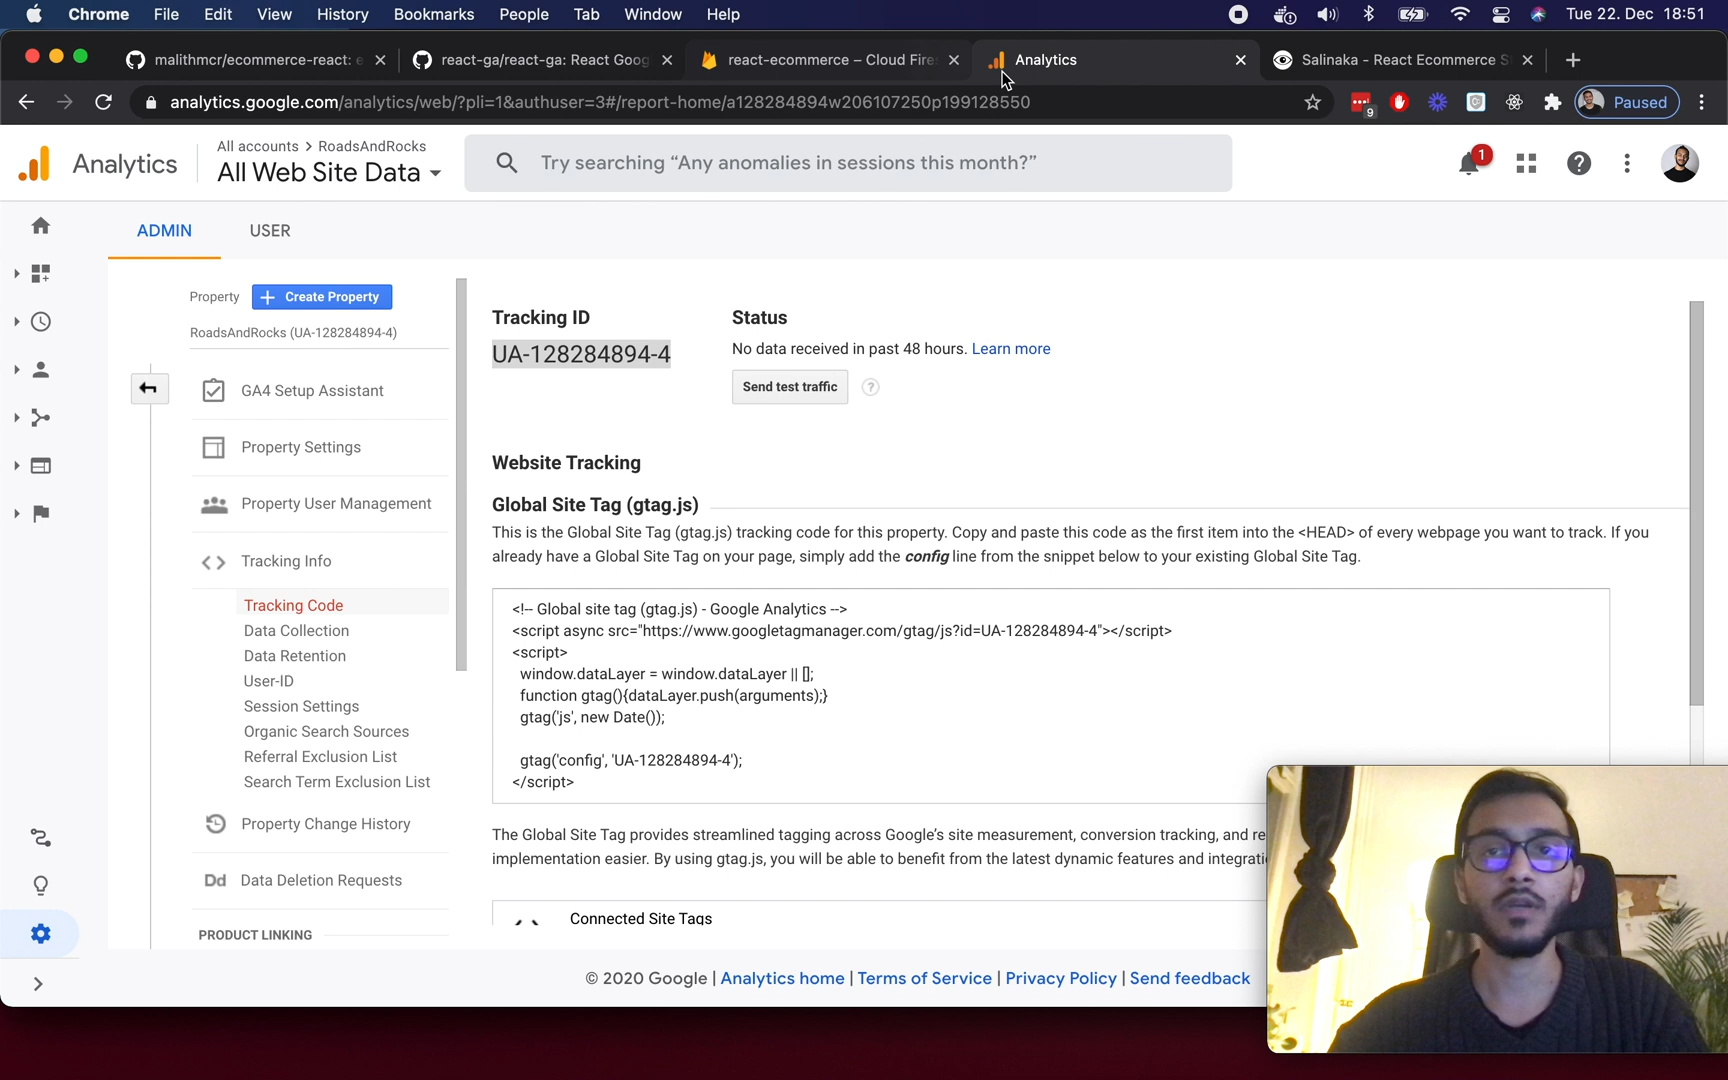 Chrome File Edit View History Bookmarks People Tab Window Help Tue 22. Dec 18:51
malithmcr/ecommerce-react: e react-ga/react-ga: React Goog react-ecommerce – Cloud Fire Analytics Salinaka - React Ecommerce S
analytics.google.com/analytics/web/?pli=1&authuser=3#/report-home/a128284894w206107250p199128550 9 Paused
Analytics
All accounts > RoadsAndRocks
All Web Site Data
Try searching “Any anomalies in sessions this month?”
1
ADMIN USER
Property + Create Property
RoadsAndRocks (UA-128284894-4)
GA4 Setup Assistant
Property Settings
Property User Management
Tracking Info
Tracking Code
Data Collection
Data Retention
User-ID
Session Settings
Organic Search Sources
Referral Exclusion List
Search Term Exclusion List
Property Change History
Dd Data Deletion Requests
PRODUCT LINKING
Tracking ID
UA-128284894-4
Status
No data received in past 48 hours. Learn more
Send test traffic ?
Website Tracking
Global Site Tag (gtag.js)
This is the Global Site Tag (gtag.js) tracking code for this property. Copy and paste this code as the first item into the <HEAD> of every webpage you want to track. If you
already have a Global Site Tag on your page, simply add the config line from the snippet below to your existing Global Site Tag.
<!-- Global site tag (gtag.js) - Google Analytics -->
<script async src="https://www.googletagmanager.com/gtag/js?id=UA-128284894-4"></script>
<script>
window.dataLayer = window.dataLayer || [];
function gtag(){dataLayer.push(arguments);}
gtag('js', new Date());
gtag('config', 'UA-128284894-4');
</script>
The Global Site Tag provides streamlined tagging across Google’s site measurement, conversion tracking, and re
implementation easier. By using gtag.js, you will be able to benefit from the latest dynamic features and integrati
Connected Site Tags
© 2020 Google | Analytics home | Terms of Service | Privacy Policy | Send feedback